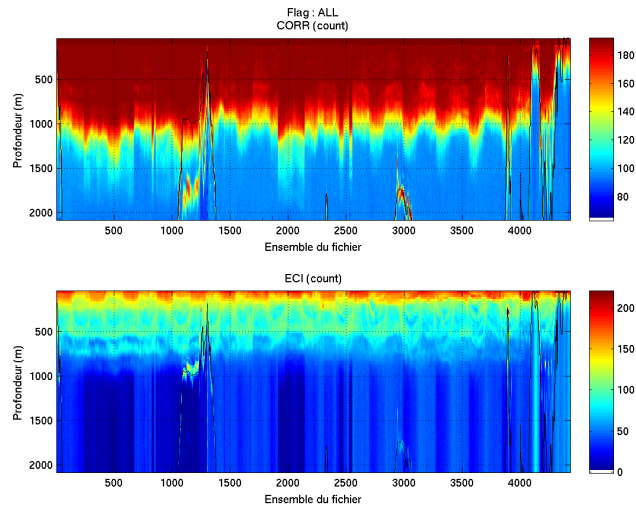 Flag : ALL
CORR (count)
Profondeur (m)
500
1000
1500
2000
500 1000 1500 2000 2500 3000 3500 4000
Ensemble du fichier
180
160
140
120
100
80
ECI (count)
Profondeur (m)
500
1000
1500
2000
500 1000 1500 2000 2500 3000 3500 4000
Ensemble du fichier
200
150
100
50
0